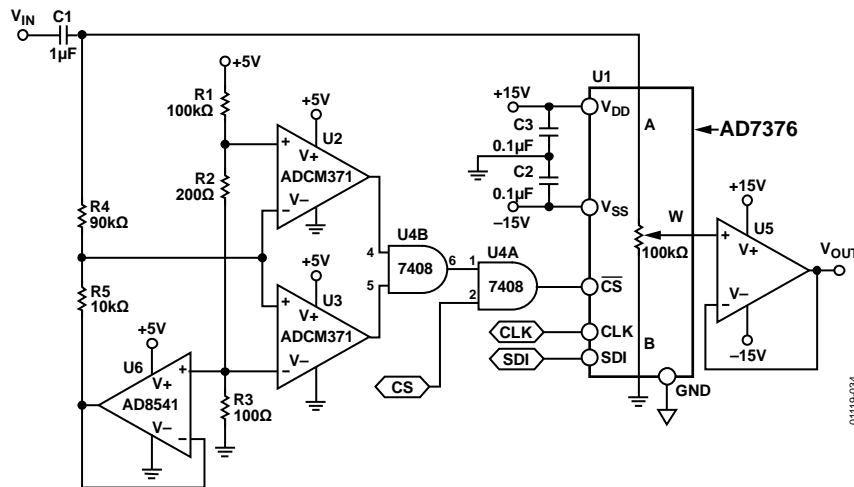 VIN
C1
1µF
+5V
R1
100kΩ
R2
200Ω
R4
90kΩ
R5
10kΩ
+5V
U2
V+
ADCM371
V–
+
–
+5V
U3
V+
ADCM371
V–
+
–
+5V
U6
V+
AD8541
V–
+
–
R3
100Ω
4
5
U4B
7408
6
1
2
U4A
7408
CS
CLK
SDI
+15V
C3
0.1µF
C2
0.1µF
–15V
U1
VDD
VSS
CS
CLK
SDI
A
W
100kΩ
B
GND
AD7376
+15V
U5
V+
V–
+
–
–15V
VOUT
01119-034